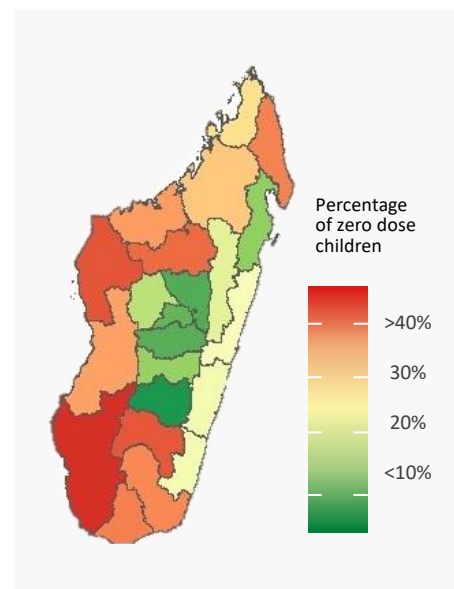 Percentage
of zero dose
children
>40%
30%
20%
<10%